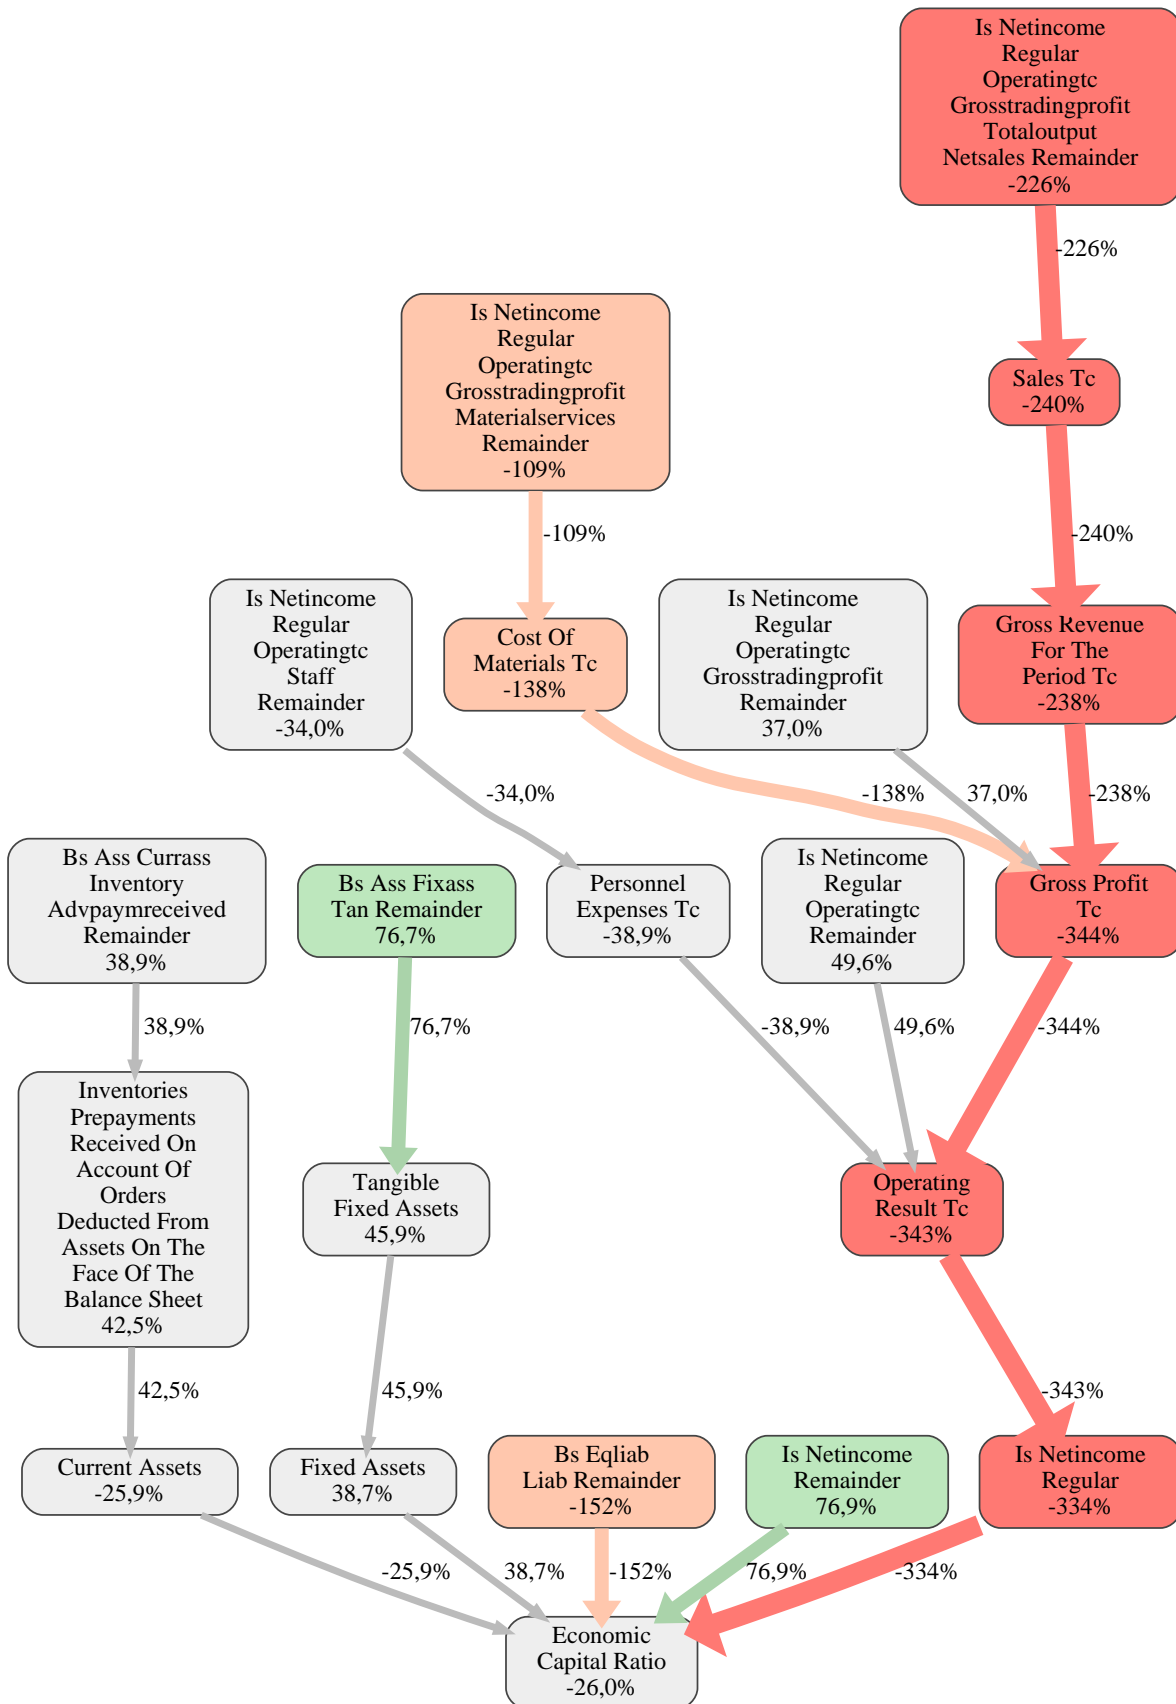 Is Netincome
Regular
Operatingtc
Grosstradingprofit
Totaloutput
Netsales Remainder
-226%
-226%
Is Netincome
Regular
Operatingtc
Grosstradingprofit
Materialservices
Remainder
-109%
Sales Tc
-240%
-109%
-240%
Is Netincome
Regular
Operatingtc
Staff
Remainder
-34,0%
Cost Of
Materials Tc
-138%
Is Netincome
Regular
Operatingtc
Grosstradingprofit
Remainder
37,0%
Gross Revenue
For The
Period Tc
-238%
-34,0%
-138%
37,0%
-238%
Bs Ass Currass
Inventory
Advpaymreceived
Remainder
38,9%
Bs Ass Fixass
Tan Remainder
76,7%
Personnel
Expenses Tc
-38,9%
Is Netincome
Regular
Operatingtc
Remainder
49,6%
Gross Profit
Tc
-344%
38,9%
76,7%
-38,9%
49,6%
-344%
Inventories
Prepayments
Received On
Account Of
Orders
Deducted From
Assets On The
Face Of The
Balance Sheet
42,5%
Tangible
Fixed Assets
45,9%
Operating
Result Tc
-343%
42,5%
45,9%
-343%
Current Assets
-25,9%
Fixed Assets
38,7%
Bs Eqliab
Liab Remainder
-152%
Is Netincome
Remainder
76,9%
Is Netincome
Regular
-334%
-25,9%
38,7%
-152%
76,9%
-334%
Economic
Capital Ratio
-26,0%